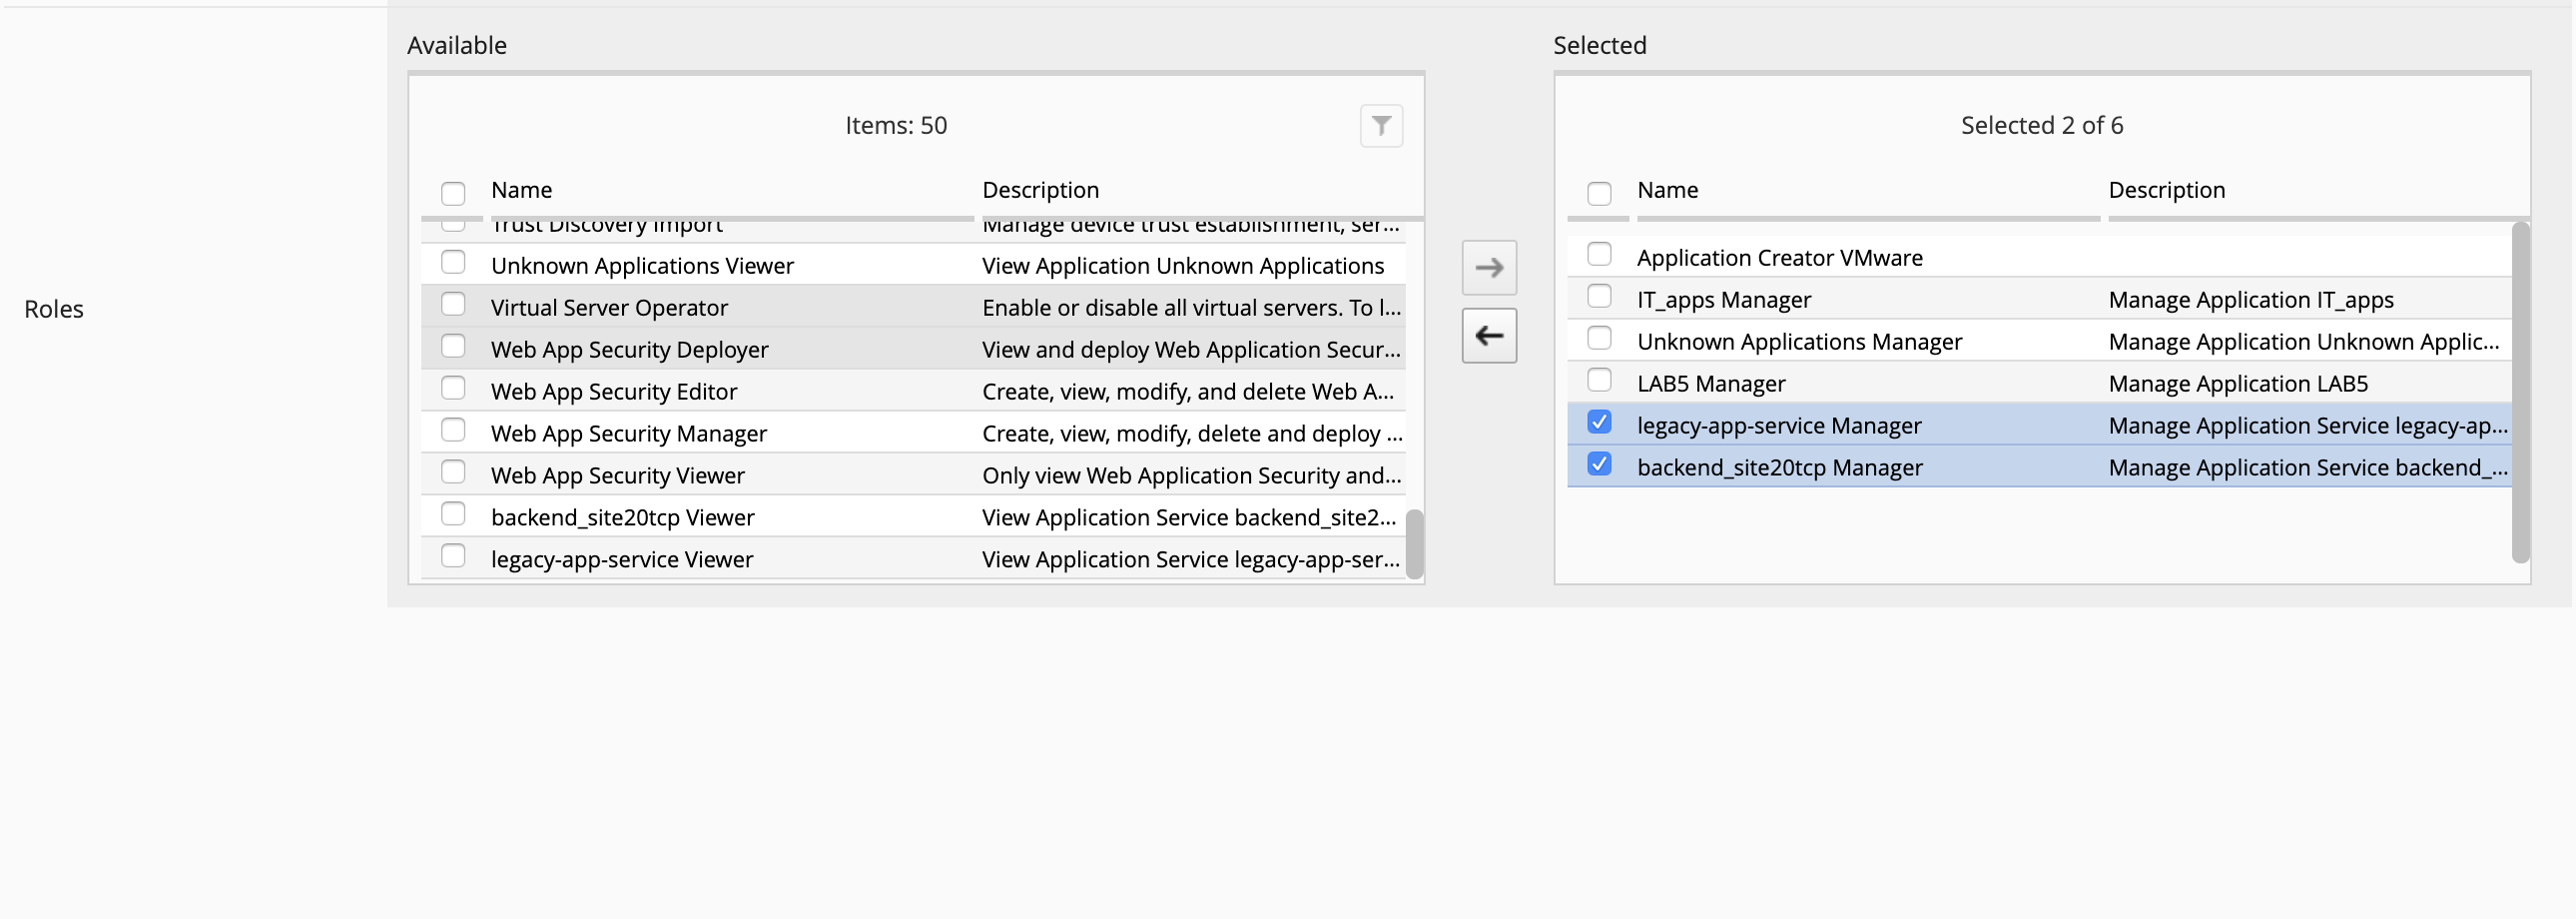 Available
Items: 50
Name Description
Trust Discovery Import Manage device trust establishment, ser...
Unknown Applications Viewer View Application Unknown Applications
Virtual Server Operator Enable or disable all virtual servers. To l...
Web App Security Deployer View and deploy Web Application Secur...
Web App Security Editor Create, view, modify, and delete Web A...
Web App Security Manager Create, view, modify, delete and deploy ...
Web App Security Viewer Only view Web Application Security and...
backend_site20tcp Viewer View Application Service backend_site2...
legacy-app-service Viewer View Application Service legacy-app-ser...
Roles
Selected
Selected 2 of 6
Name Description
Application Creator VMware
IT_apps Manager Manage Application IT_apps
Unknown Applications Manager Manage Application Unknown Applic...
LAB5 Manager Manage Application LAB5
legacy-app-service Manager Manage Application Service legacy-ap...
backend_site20tcp Manager Manage Application Service backend_...